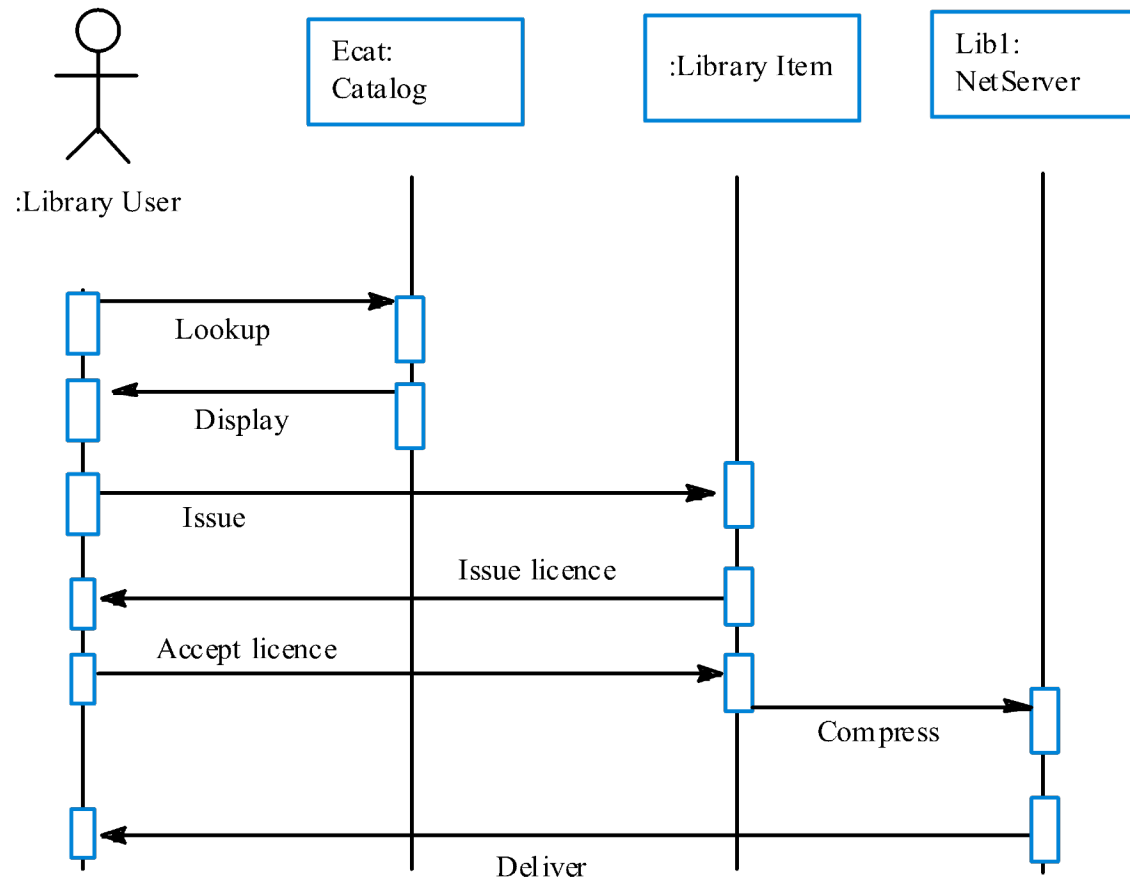 Ecat:
Catalog
:Library Item
Lib1:
NetServer
:Library User
Lookup
Display
Issue
Issue licence
Accept licence
Compress
Deliver